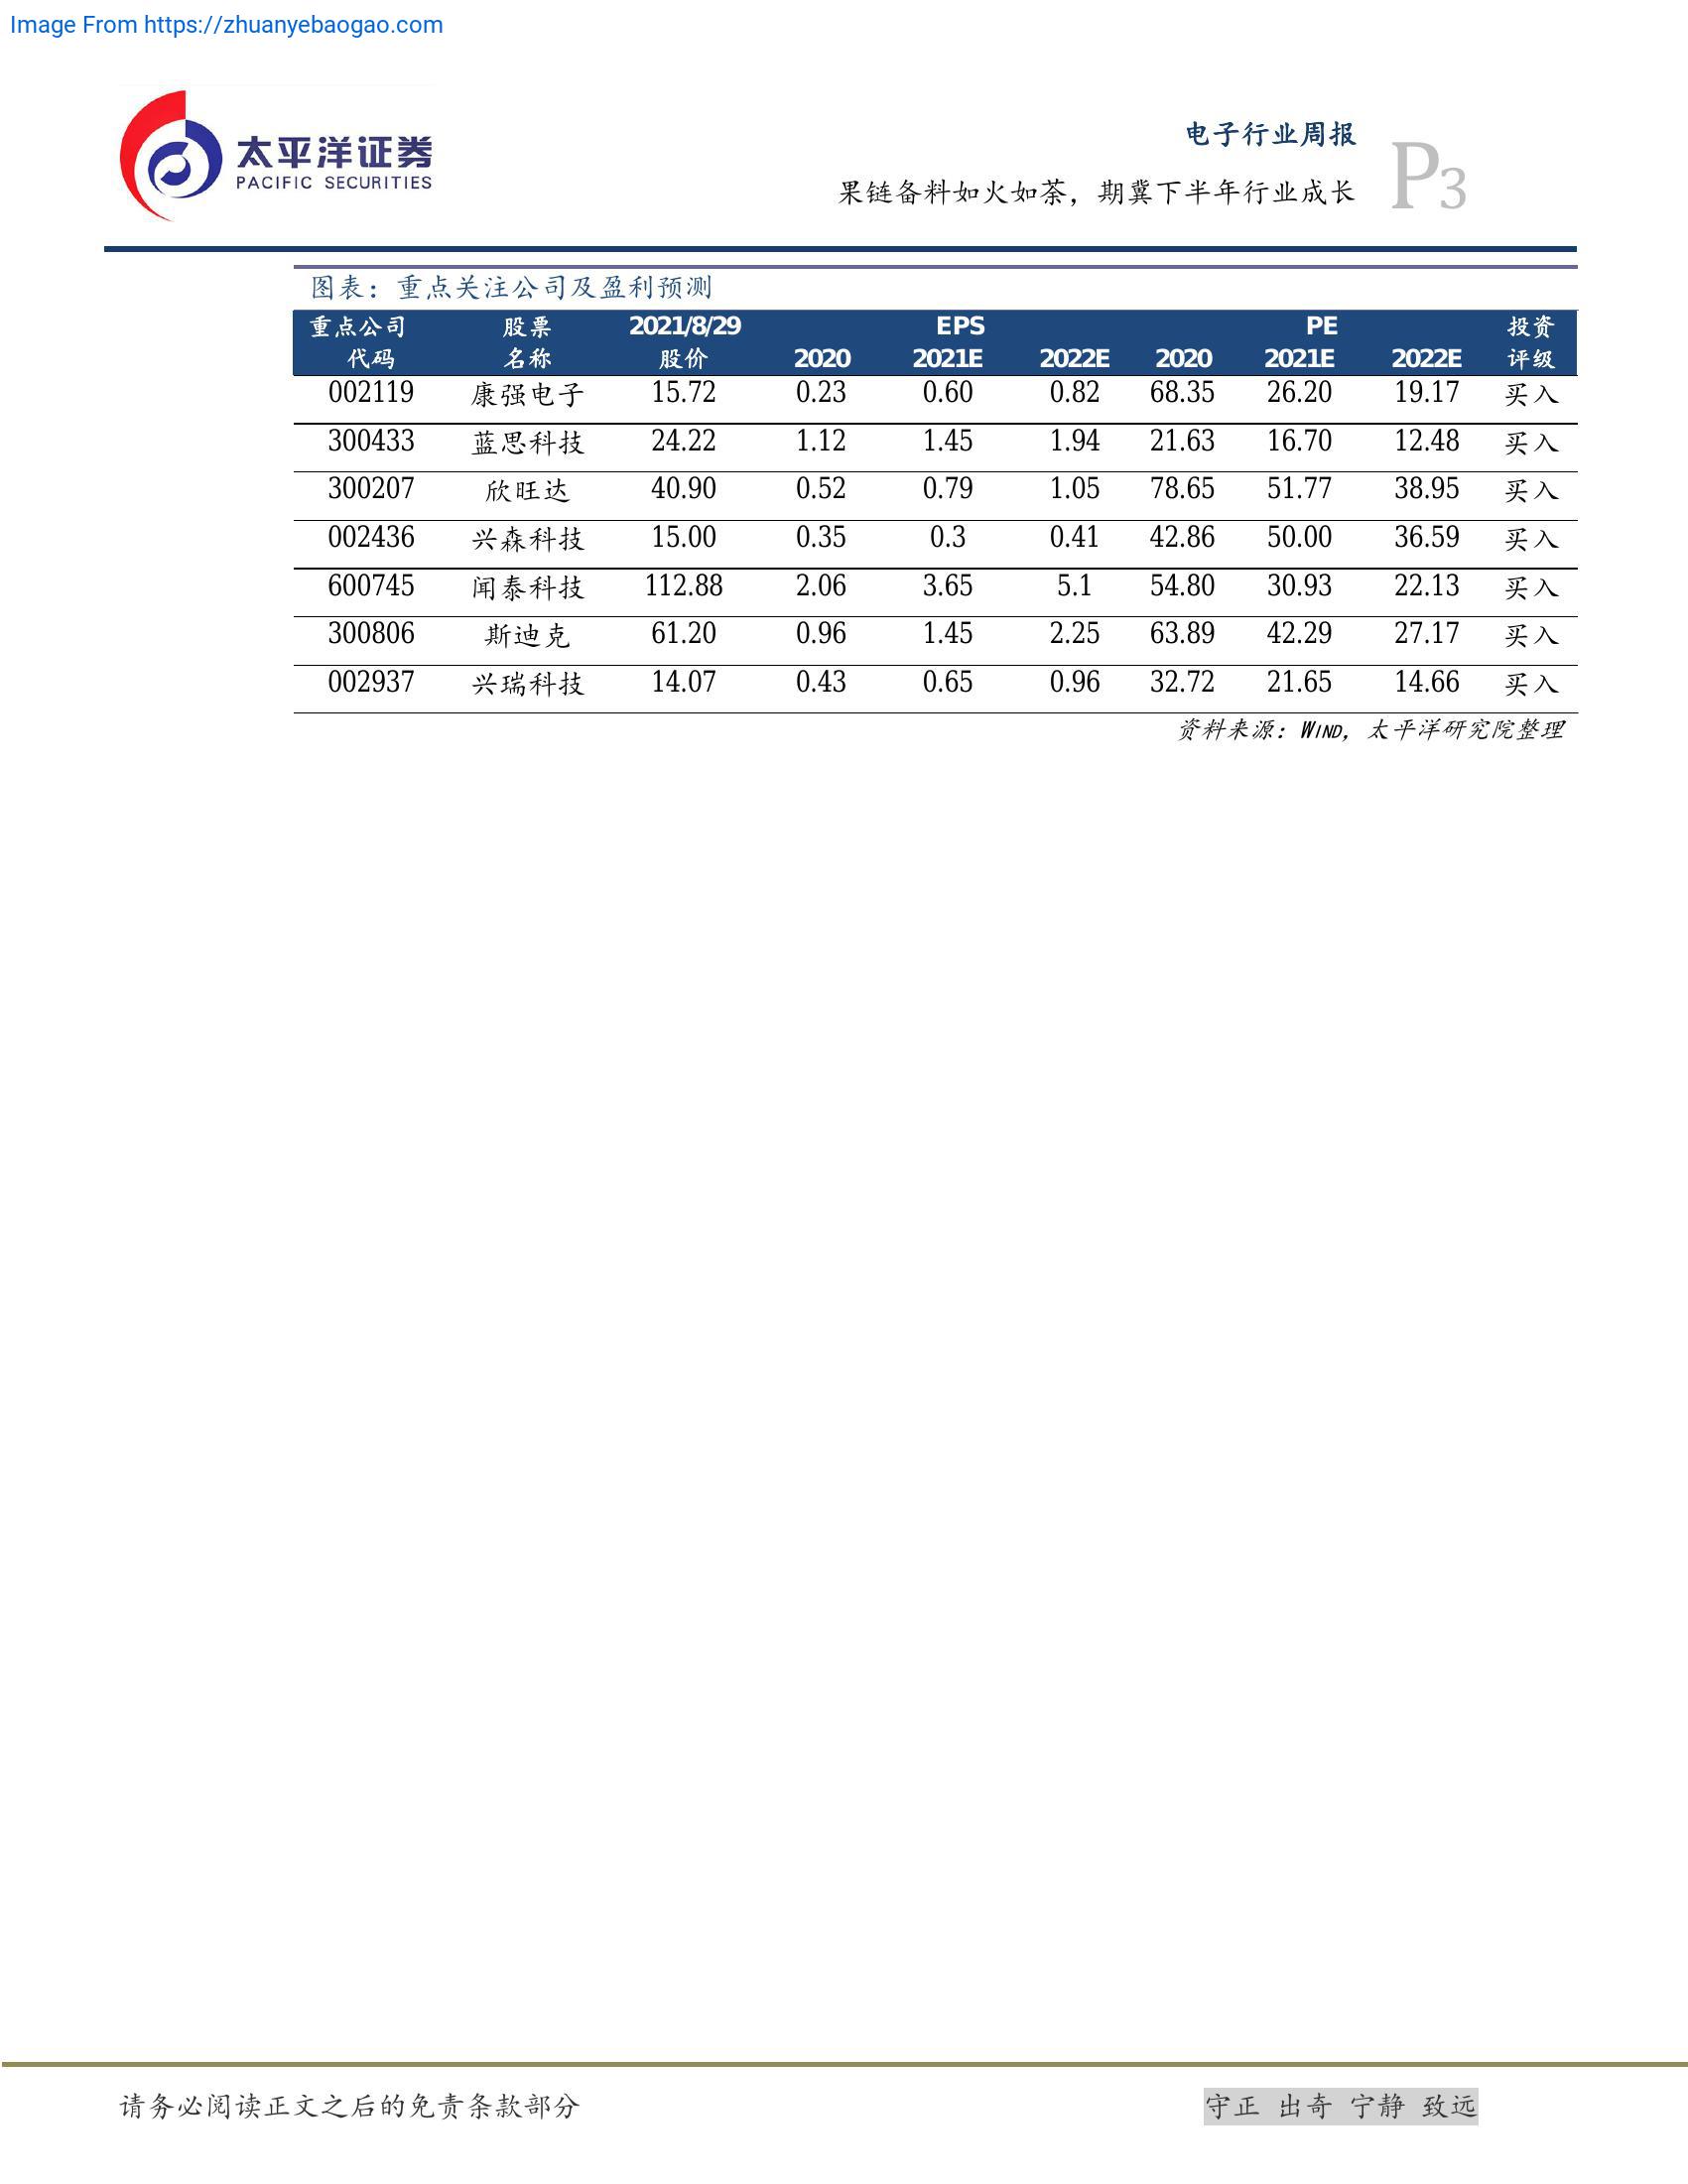 Image From https://zhuanyebaogao.com
太平洋证券
PACIFIC SECURITIES
电子行业周报
果链备料如火如荼，期冀下半年行业成长
P3
图表：重点关注公司及盈利预测
重点公司 股票 2021/8/29 EPS PE 投资
代码 名称 股价 2020 2021E 2022E 2020 2021E 2022E 评级
002119 康强电子 15.72 0.23 0.60 0.82 68.35 26.20 19.17 买入
300433 蓝思科技 24.22 1.12 1.45 1.94 21.63 16.70 12.48 买入
300207 欣旺达 40.90 0.52 0.79 1.05 78.65 51.77 38.95 买入
002436 兴森科技 15.00 0.35 0.3 0.41 42.86 50.00 36.59 买入
600745 闻泰科技 112.88 2.06 3.65 5.1 54.80 30.93 22.13 买入
300806 斯迪克 61.20 0.96 1.45 2.25 63.89 42.29 27.17 买入
002937 兴瑞科技 14.07 0.43 0.65 0.96 32.72 21.65 14.66 买入
资料来源：WIND，太平洋研究院整理
请务必阅读正文之后的免责条款部分
守正 出奇 宁静 致远